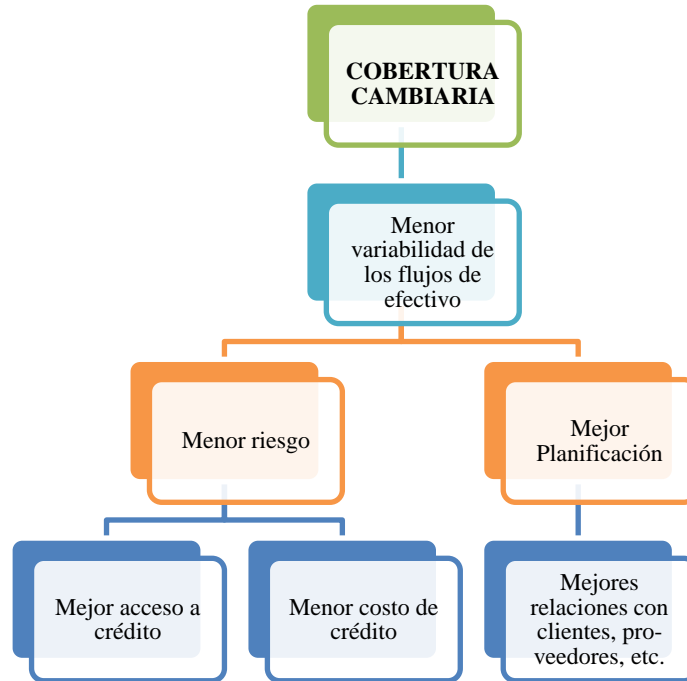 COBERTURA
CAMBIARIA
Menor
variabilidad de
los flujos de
efectivo
Menor riesgo
Mejor
Planificación
Mejor acceso a
crédito
Menor costo de
crédito
Mejores
relaciones con
clientes, pro-
veedores, etc.